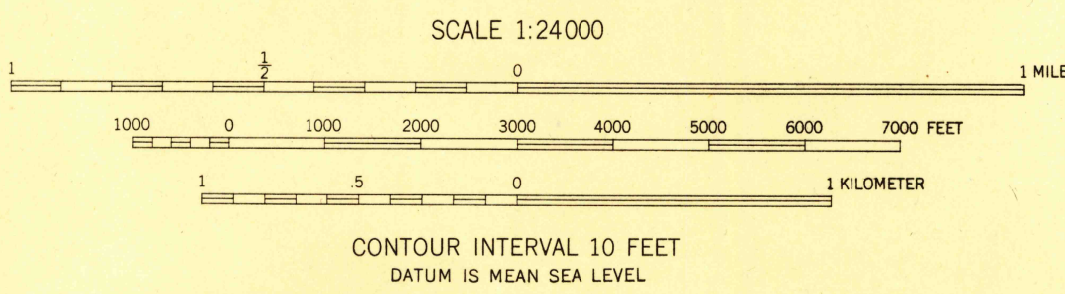 SCALE 1:24000
1 1/2 0 1 MILE
1000 0 1000 2000 3000 4000 5000 6000 7000 FEET
1 .5 0 1 KILOMETER
CONTOUR INTERVAL 10 FEET
DATUM IS MEAN SEA LEVEL